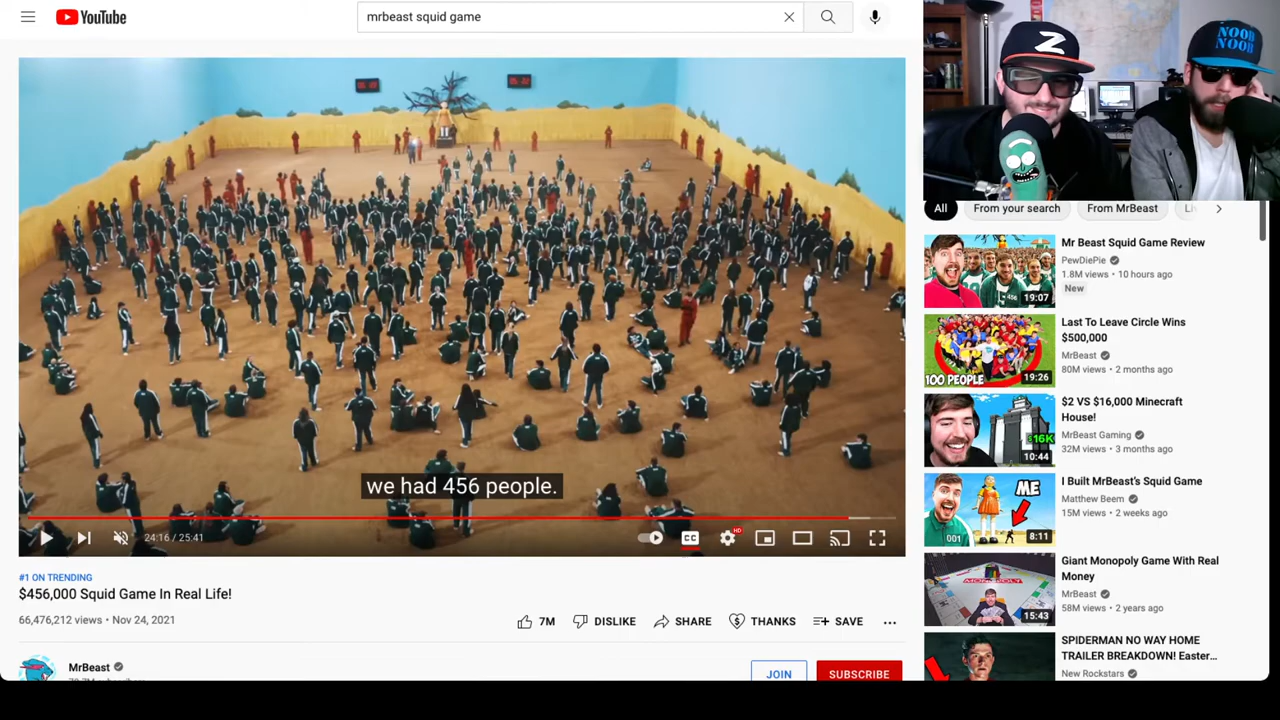 YouTube
mrbeast squid game
Z
NOOB
NOOB
we had 456 people.
24:16 / 25:41
CC
HD
#1 ON TRENDING
$456,000 Squid Game In Real Life!
66,476,212 views • Nov 24, 2021
7M
DISLIKE
SHARE
THANKS
SAVE
MrBeast
JOIN
SUBSCRIBE
All
From your search
From MrBeast
Mr Beast Squid Game Review
PewDiePie
1.8M views • 10 hours ago
New
456
19:07
Last To Leave Circle Wins
$500,000
MrBeast
80M views • 2 months ago
100 PEOPLE
19:26
$2 VS $16,000 Minecraft
House!
MrBeast Gaming
32M views • 3 months ago
$16K
10:44
I Built MrBeast's Squid Game
Matthew Beem
15M views • 2 weeks ago
ME
001
8:11
Giant Monopoly Game With Real
Money
MrBeast
58M views • 2 years ago
15:43
SPIDERMAN NO WAY HOME
TRAILER BREAKDOWN! Easter...
New Rockstars